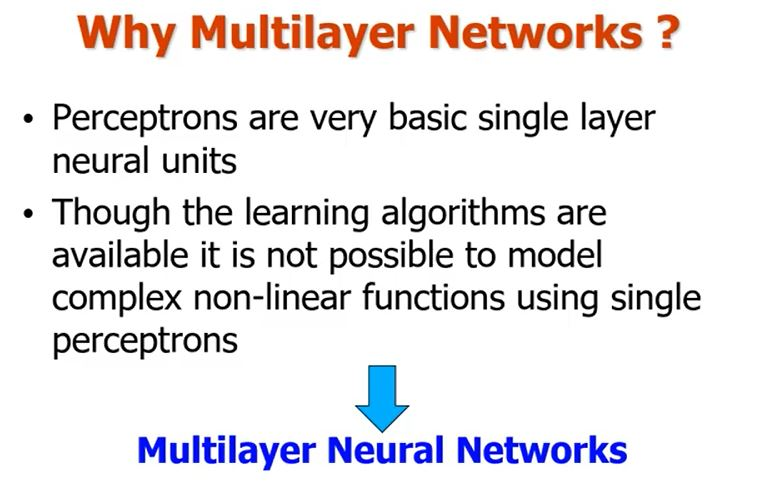 Why Multilayer Networks ?
• Perceptrons are very basic single layer
neural units
• Though the learning algorithms are
available it is not possible to model
complex non-linear functions using single
perceptrons
Multilayer Neural Networks